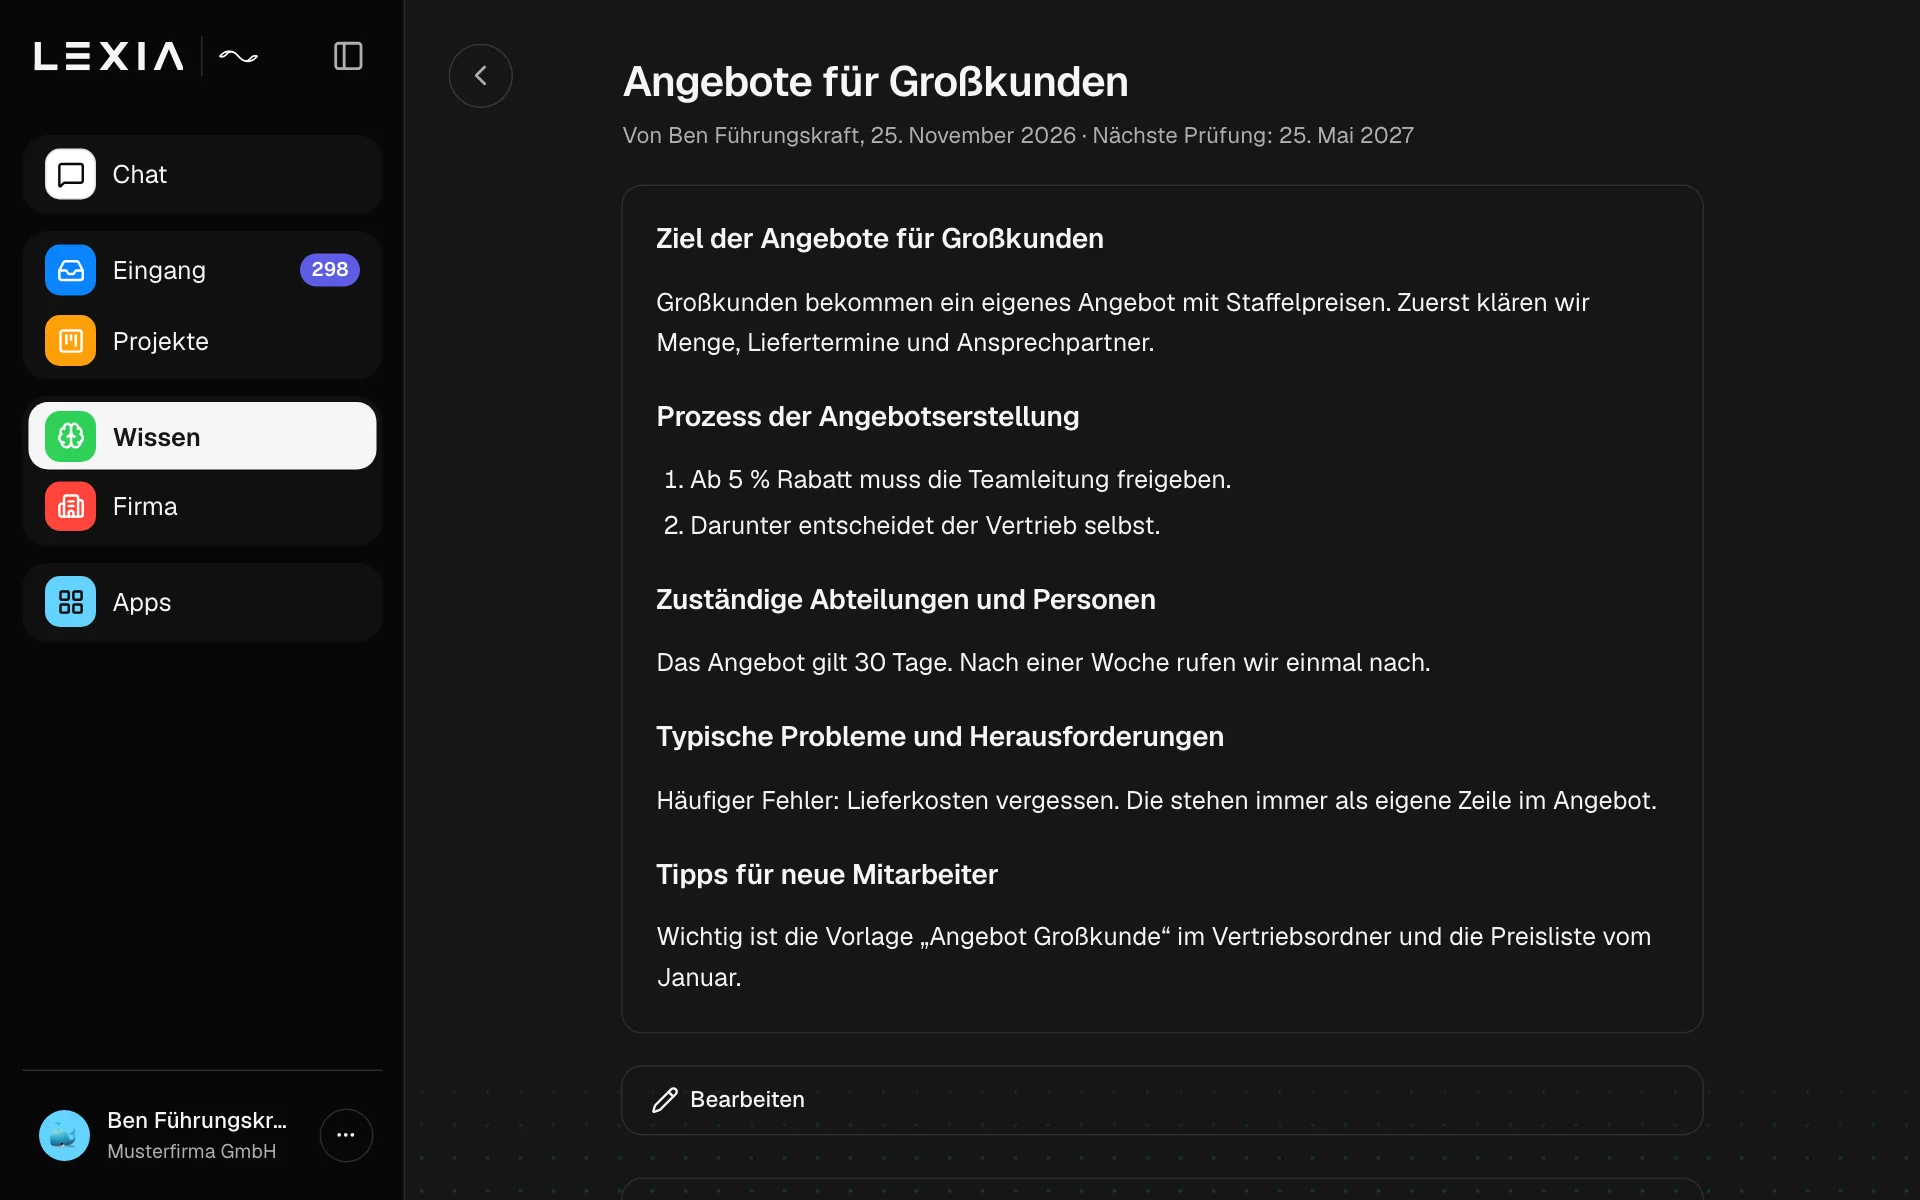 LEXIA
Chat
Eingang 298
Projekte
Wissen
Firma
Apps
Ben Führungskr...
Musterfirma GmbH
Angebote für Großkunden
Von Ben Führungskraft, 25. November 2026 · Nächste Prüfung: 25. Mai 2027
Ziel der Angebote für Großkunden
Großkunden bekommen ein eigenes Angebot mit Staffelpreisen. Zuerst klären wir
Menge, Liefertermine und Ansprechpartner.
Prozess der Angebotserstellung
1. Ab 5 % Rabatt muss die Teamleitung freigeben.
2. Darunter entscheidet der Vertrieb selbst.
Zuständige Abteilungen und Personen
Das Angebot gilt 30 Tage. Nach einer Woche rufen wir einmal nach.
Typische Probleme und Herausforderungen
Häufiger Fehler: Lieferkosten vergessen. Die stehen immer als eigene Zeile im Angebot.
Tipps für neue Mitarbeiter
Wichtig ist die Vorlage „Angebot Großkunde“ im Vertriebsordner und die Preisliste vom
Januar.
Bearbeiten